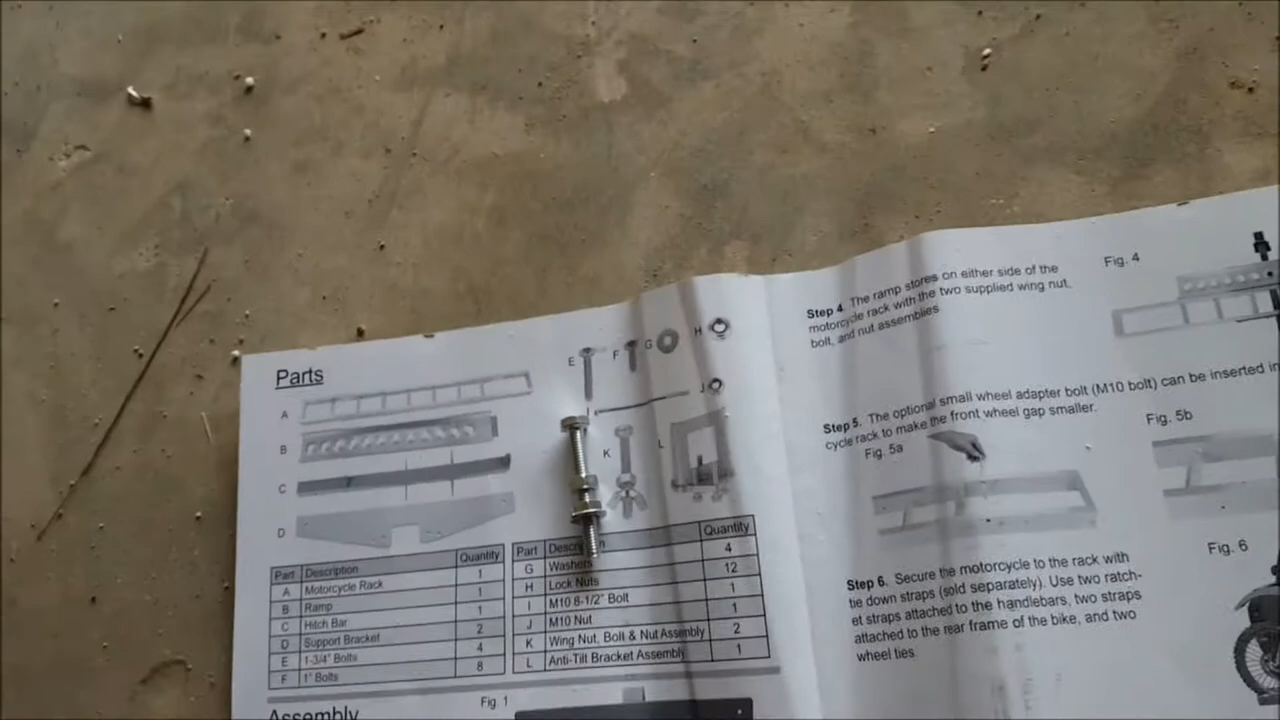 Parts
A
B
C
D
E
F
G
H
I
J
K
L
Part Description Quantity
A Motorcycle Rack 1
B Ramp 1
C Hitch Bar 1
D Support Bracket 2
E 1-3/4" Bolts 4
F 1" Bolts 8
Part Quantity
G Washers 4
H Lock Nuts 12
I M10 8-1/2" Bolt 1
J M10 Nut 1
K Wing Nut, Bolt & Nut Assembly 2
L Anti-Tilt Bracket Assembly 1
Assembly
Fig. 1
Step 4. The ramp stores on either side of the
motorcycle rack with the two supplied wing nut,
bolt, and nut assemblies
Fig. 4
Step 5. The optional small wheel adapter bolt (M10 bolt) can be inserted in
cycle rack to make the front wheel gap smaller.
Fig. 5a
Fig. 5b
Step 6. Secure the motorcycle to the rack with
tie down straps (sold separately). Use two ratch-
et straps attached to the handlebars, two straps
attached to the rear frame of the bike, and two
wheel ties
Fig. 6